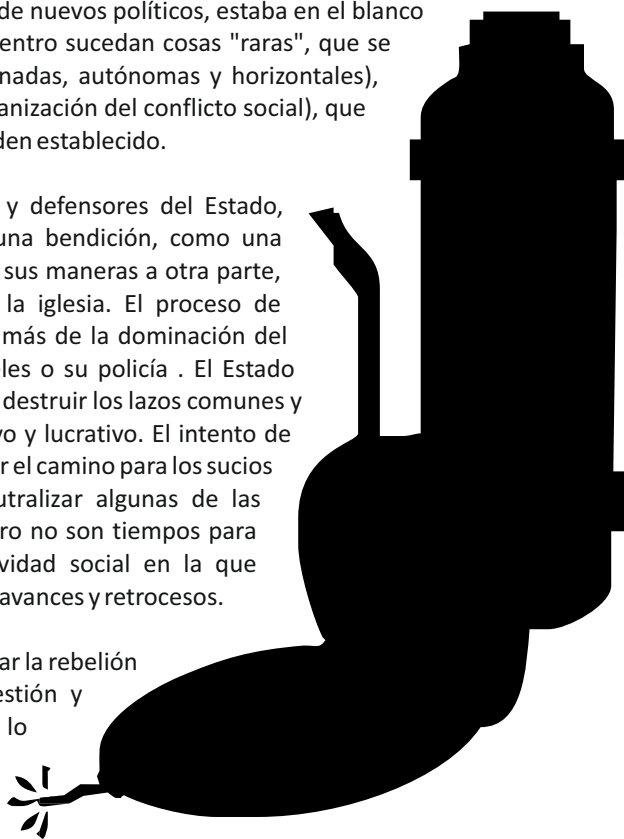 de nuevos políticos, estaba en el blanco
entro sucedan cosas "raras", que se
nadas, autónomas y horizontales),
anización del conflicto social), que
den establecido.
y defensores del Estado,
una bendición, como una
sus maneras a otra parte,
la iglesia. El proceso de
más de la dominación del
les o su policía . El Estado
destruir los lazos comunes y
vo y lucrativo. El intento de
r el camino para los sucios
utralizar algunas de las
ro no son tiempos para
vidad social en la que
avances y retrocesos.
ar la rebelión
estión y
lo